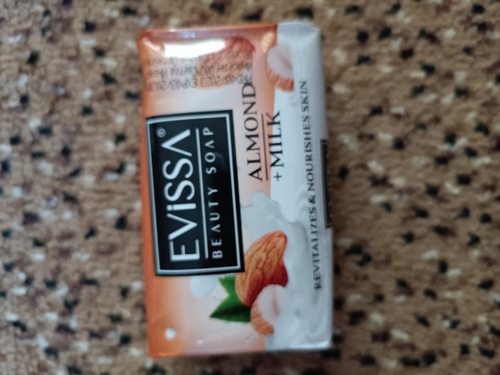 EViSSA®
BEAUTY SOAP
ALMOND
+ MILK
REVITALIZES & NOURISHES SKIN